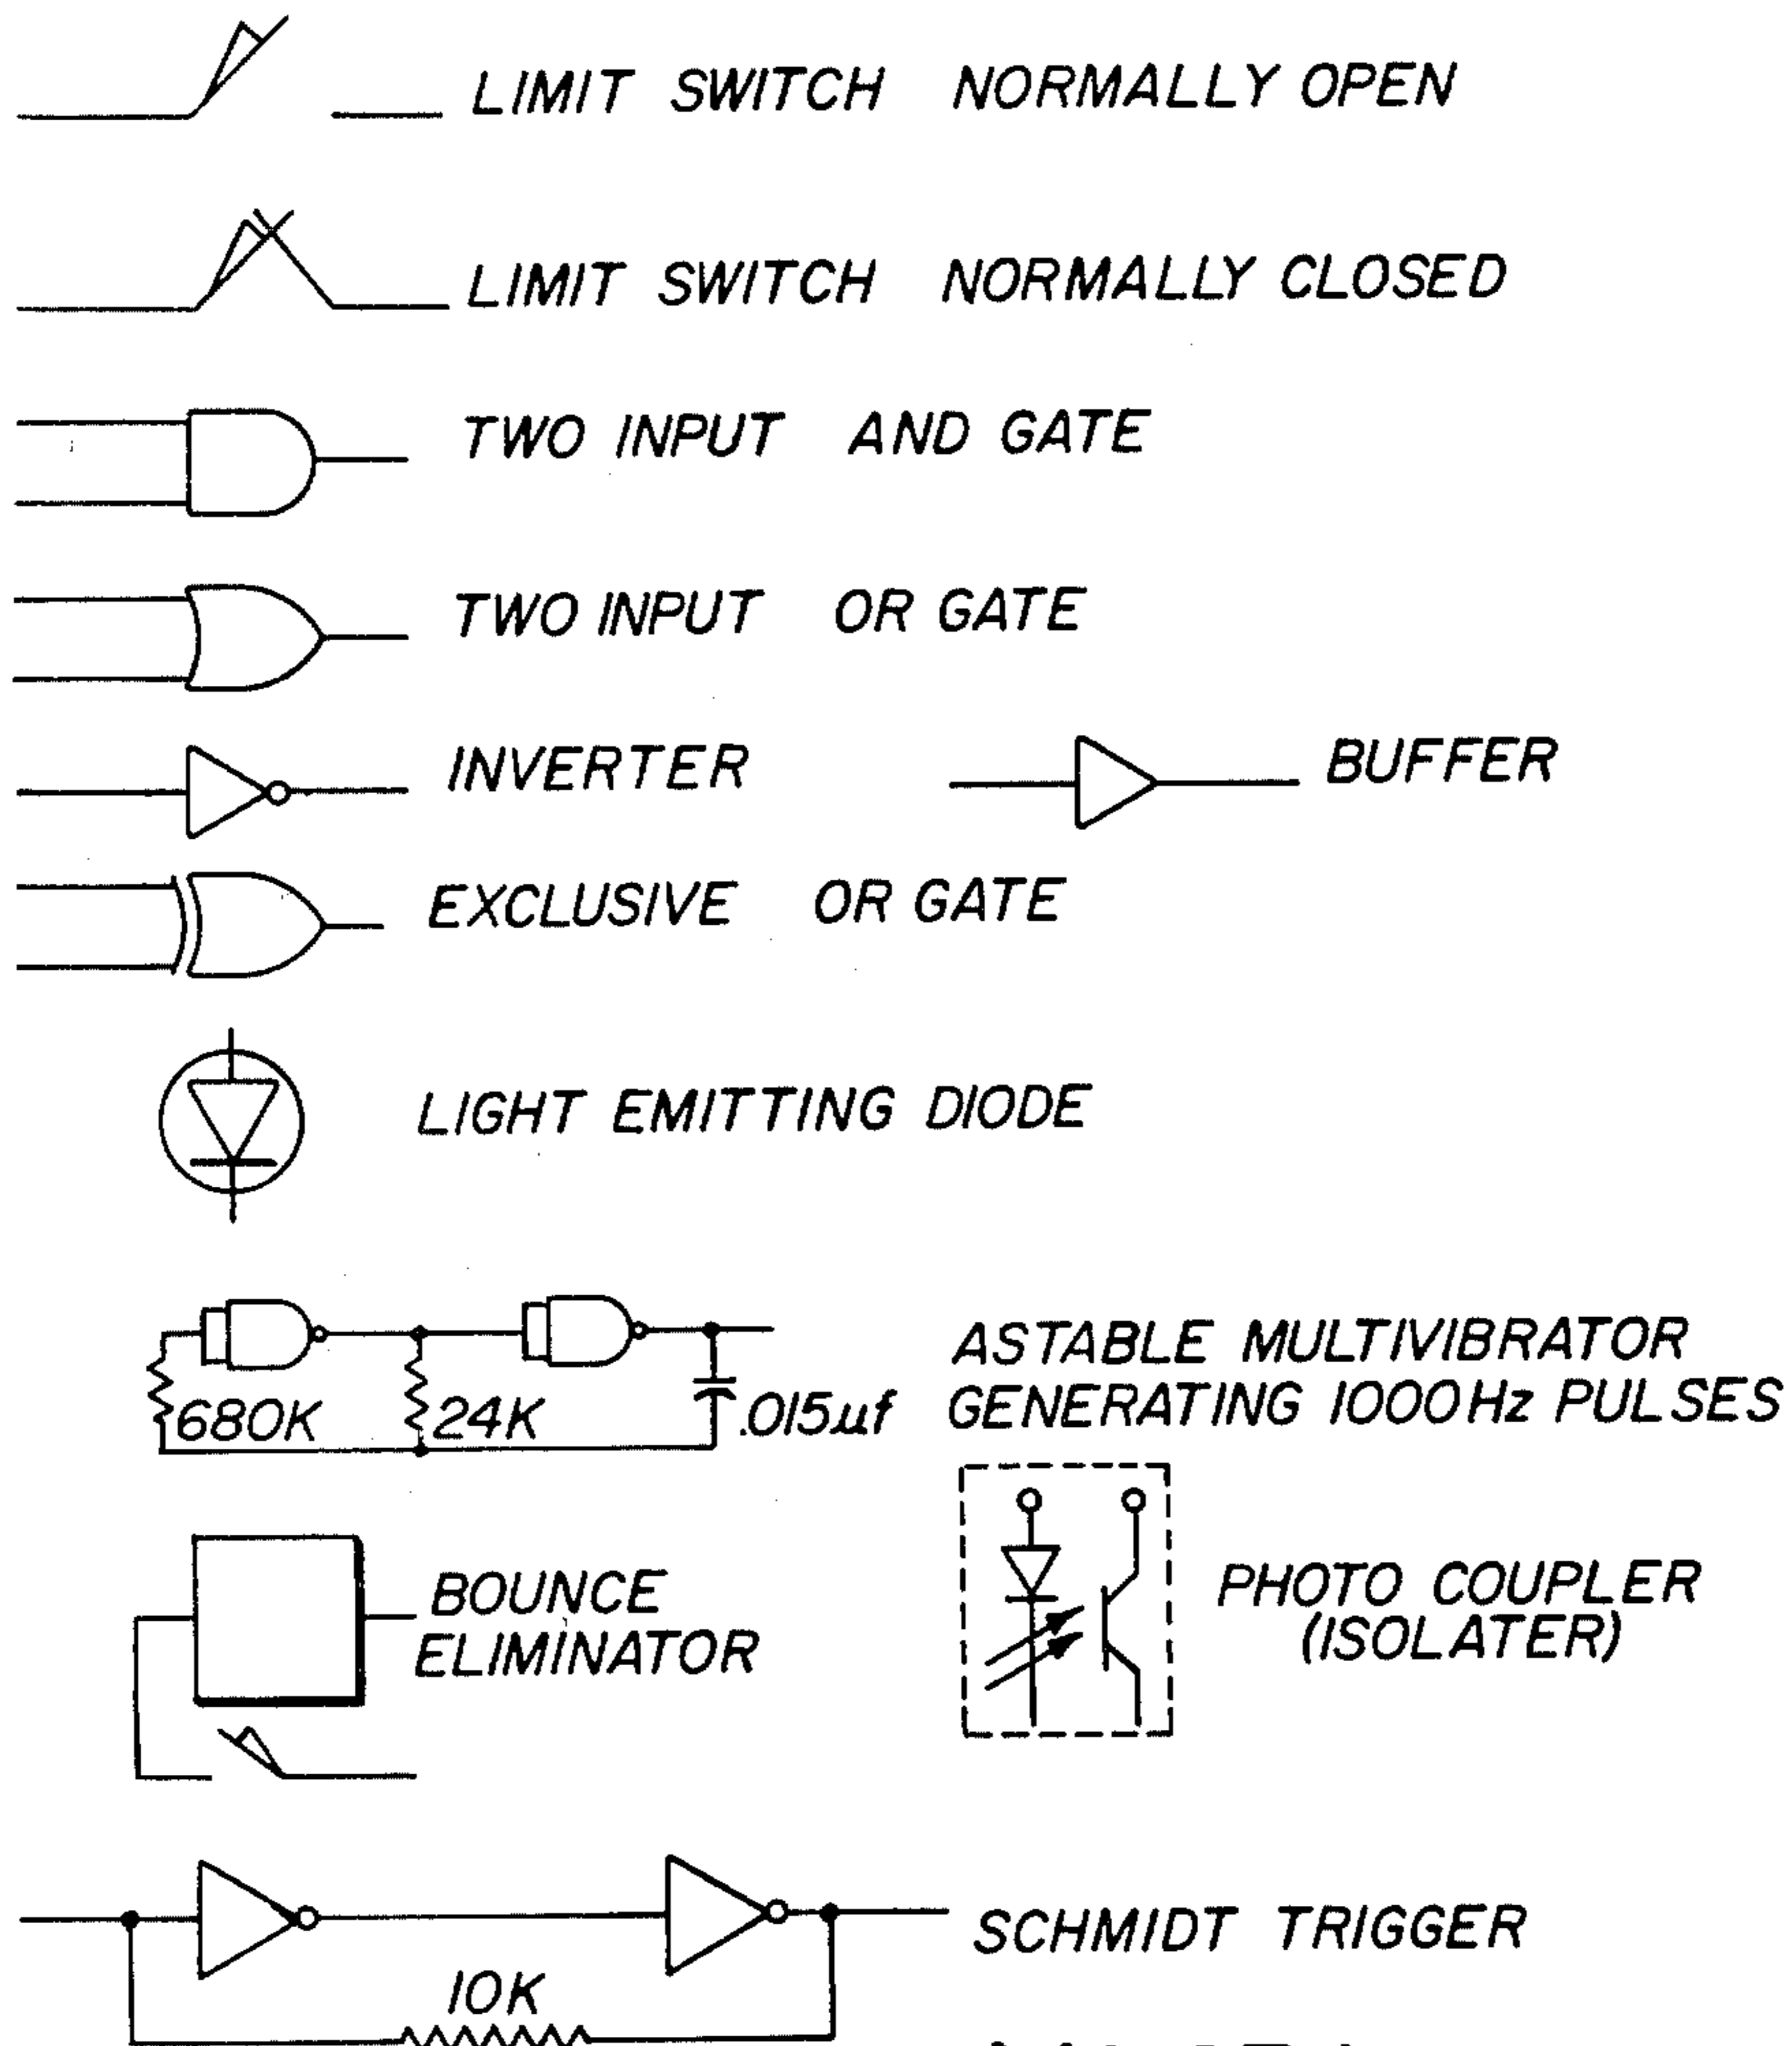 LIMIT SWITCH NORMALLY OPEN
LIMIT SWITCH NORMALLY CLOSED
TWO INPUT AND GATE
TWO INPUT OR GATE
INVERTER
BUFFER
EXCLUSIVE OR GATE
LIGHT EMITTING DIODE
680K
24K
.015µf
ASTABLE MULTIVIBRATOR
GENERATING 1000Hz PULSES
BOUNCE
ELIMINATOR
PHOTO COUPLER
(ISOLATER)
SCHMIDT TRIGGER
10K